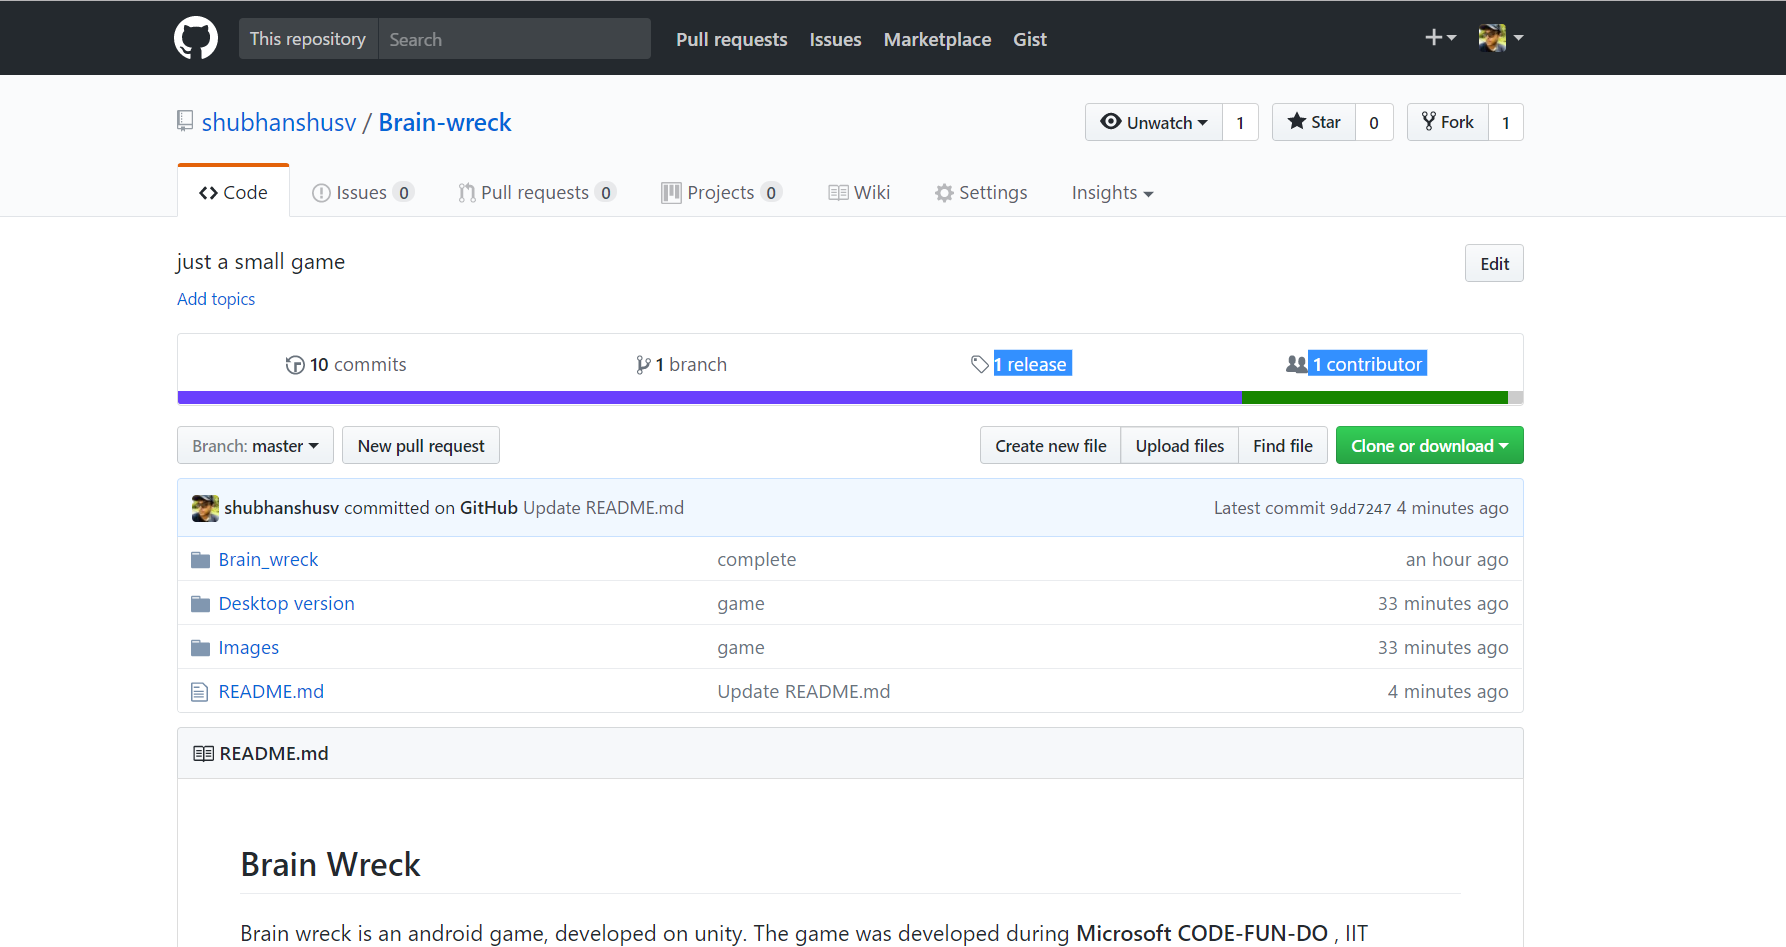 This repository Search Pull requests Issues Marketplace Gist
shubhanshusv / Brain-wreck Unwatch 1 Star 0 Fork 1
Code Issues 0 Pull requests 0 Projects 0 Wiki Settings Insights
just a small game Edit
Add topics
10 commits 1 branch 1 release 1 contributor
Branch: master New pull request Create new file Upload files Find file Clone or download
shubhanshusv committed on GitHub Update README.md Latest commit 9dd7247 4 minutes ago
Brain_wreck complete an hour ago
Desktop version game 33 minutes ago
Images game 33 minutes ago
README.md Update README.md 4 minutes ago
README.md
Brain Wreck
Brain wreck is an android game, developed on unity. The game was developed during Microsoft CODE-FUN-DO , IIT